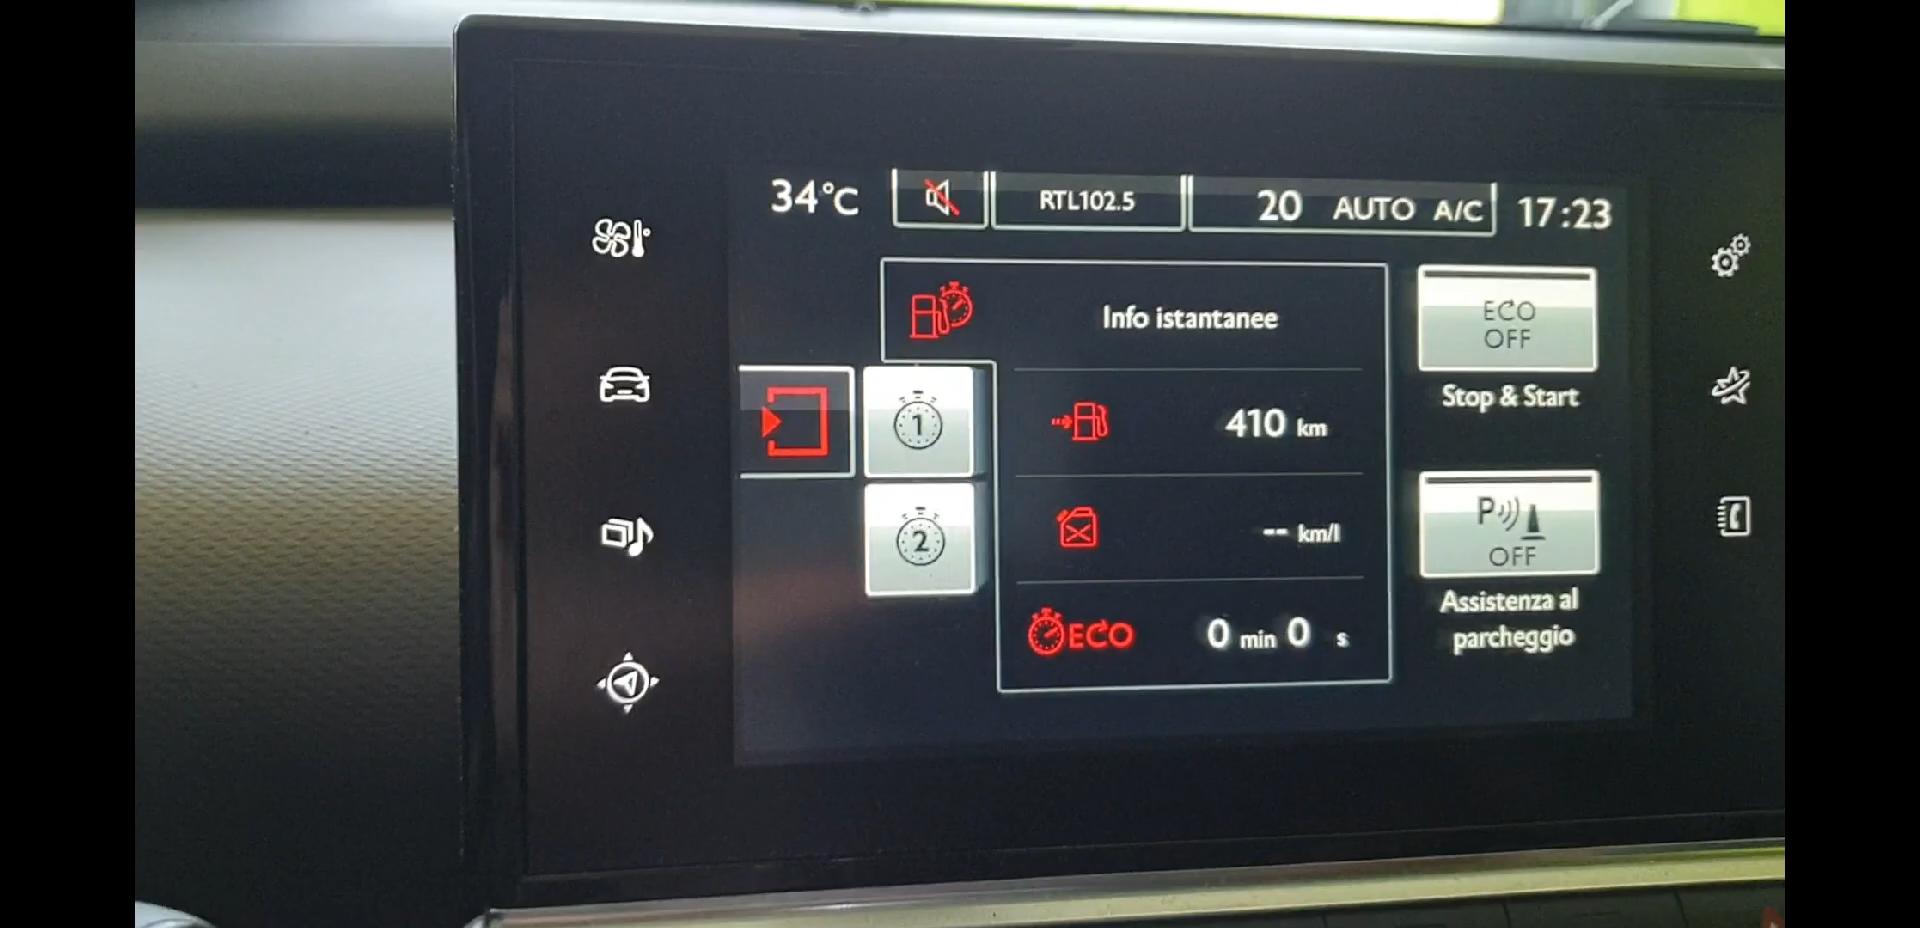 34°C
RTL102.5
20 AUTO A/C
17:23
Info istantanee
ECO
OFF
Stop & Start
1
410 km
2
-- km/l
P
OFF
Assistenza al
parcheggio
ECO
0 min 0 s